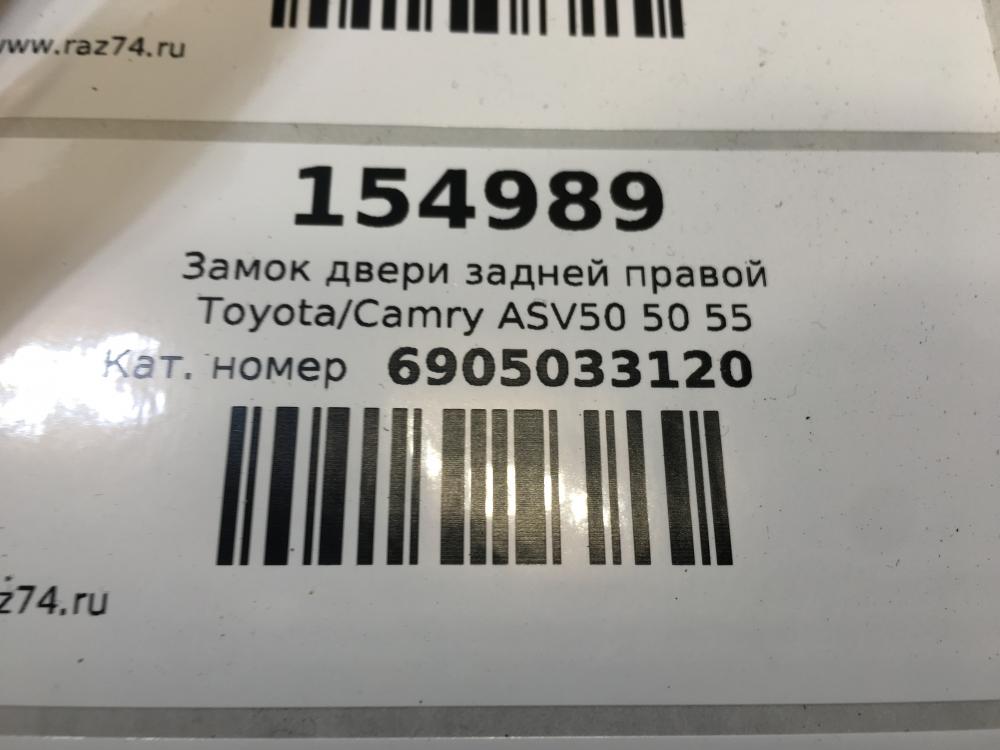 www.raz74.ru
154989
Замок двери задней правой
Toyota/Camry ASV50 50 55
Кат. номер 6905033120
z74.ru